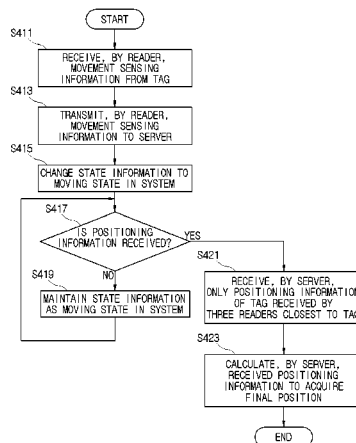 START
S411
RECEIVE, BY READER,
MOVEMENT SENSING
INFORMATION FROM TAG
S413
TRANSMIT, BY READER,
MOVEMENT SENSING
INFORMATION TO SERVER
S415
CHANGE STATE INFORMATION TO
MOVING STATE IN SYSTEM
S417
IS POSITIONING
INFORMATION RECEIVED?
YES
NO
S419
MAINTAIN STATE INFORMATION
AS MOVING STATE IN SYSTEM
S421
RECEIVE, BY SERVER,
ONLY POSITIONING INFORMATION
OF TAG RECEIVED BY
THREE READERS CLOSEST TO TAG
S423
CALCULATE, BY SERVER,
RECEIVED POSITIONING
INFORMATION TO ACQUIRE
FINAL POSITION
END